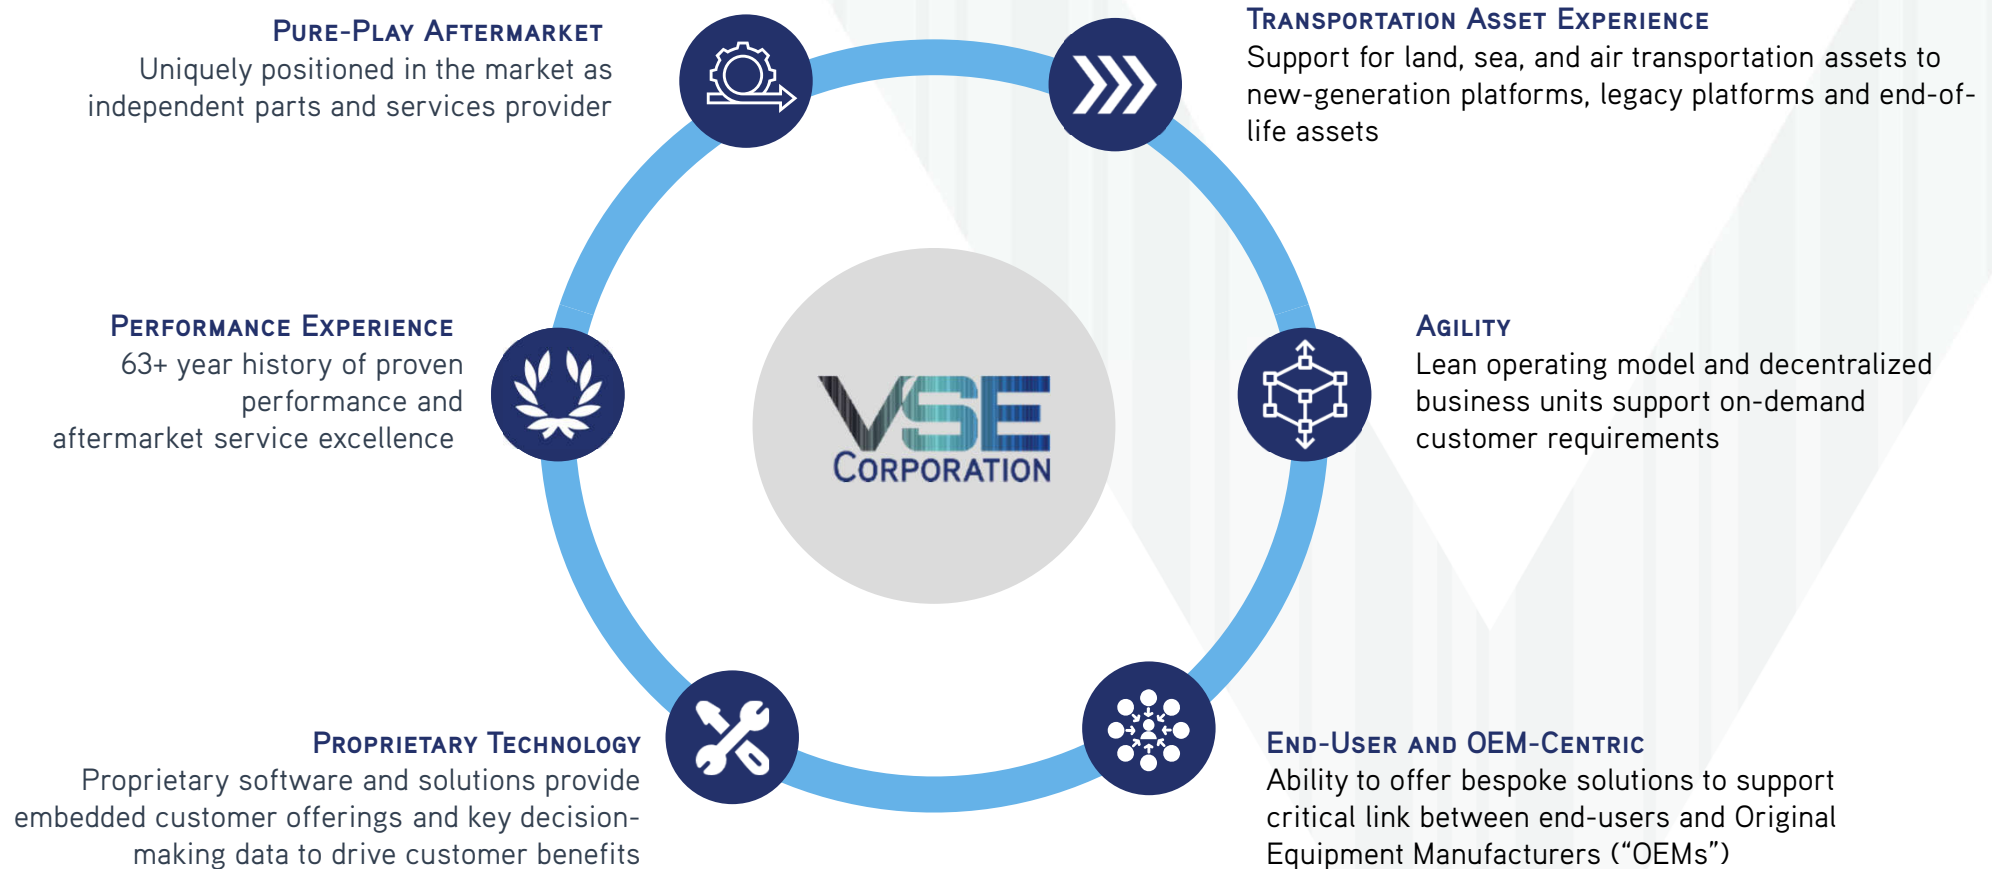 PURE-PLAY AFTERMARKET
Uniquely positioned in the market as
independent parts and services provider
TRANSPORTATION ASSET EXPERIENCE
Support for land, sea, and air transportation assets to
new-generation platforms, legacy platforms and end-of-
life assets
PERFORMANCE EXPERIENCE
63+ year history of proven
performance and
aftermarket service excellence
VSE
CORPORATION
AGILITY
Lean operating model and decentralized
business units support on-demand
customer requirements
PROPRIETARY TECHNOLOGY
Proprietary software and solutions provide
embedded customer offerings and key decision-
making data to drive customer benefits
END-USER AND OEM-CENTRIC
Ability to offer bespoke solutions to support
critical link between end-users and Original
Equipment Manufacturers (“OEMs”)